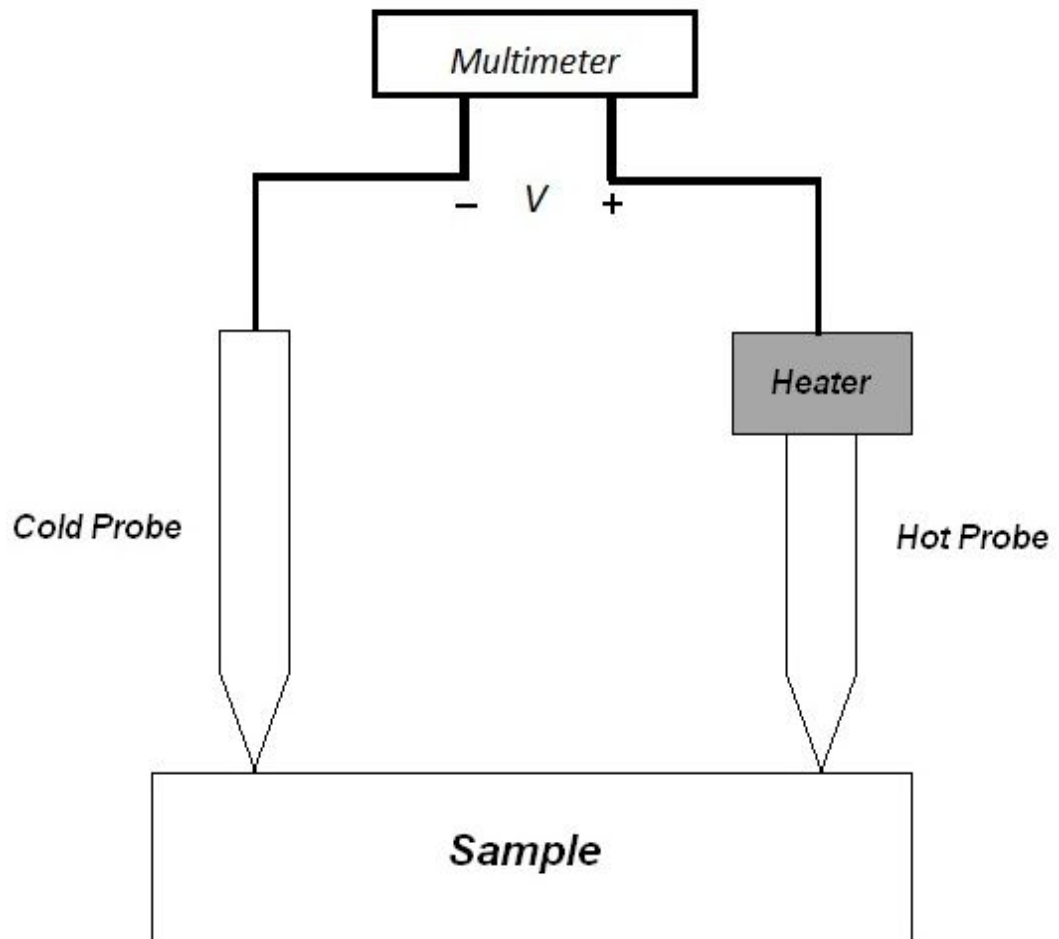 Multimeter
– V +
Heater
Cold Probe
Hot Probe
Sample